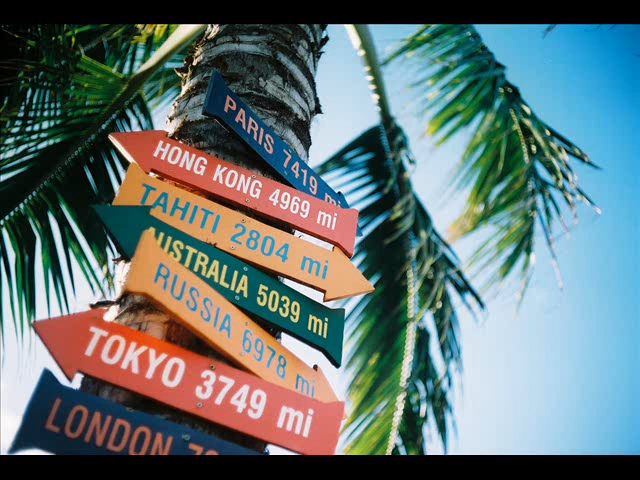 PARIS 7419 mi
HONG KONG 4969 mi
TAHITI 2804 mi
AUSTRALIA 5039 mi
RUSSIA 6978 mi
TOKYO 3749 mi
LONDON